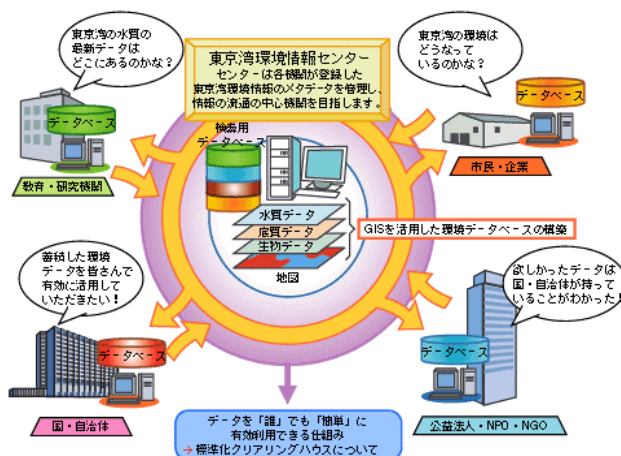 東京湾の水質の
最新データは
どこにあるのかな？
データベース
教育・研究機関
東京湾環境情報センター
センターは各機関が登録した
東京湾環境情報のメタデータを管理し、
情報の流通の中心機関を目指します。
東京湾の環境は
どうなって
いるのかな？
データベース
市民・企業
検索用
データベース
水質データ
底質データ
生物データ
地図
GISを活用した環境データベースの構築
蓄積した環境
データを皆さんで
有効に活用して
いただきたい！
データベース
国・自治体
欲しかったデータは
国・自治体が持って
いることがわかった！
データベース
公益法人・NPO・NGO
データを「誰」でも「簡単」に
有効利用できる仕組み
→ 標準化クリアリングハウスについて